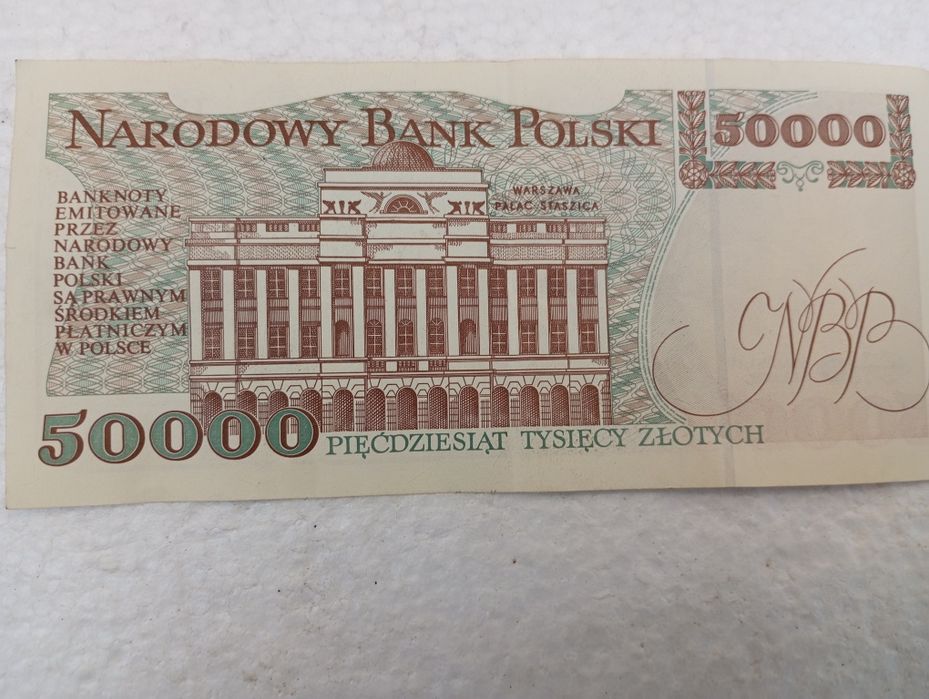 NARODOWY BANK POLSKI
50000
WARSZAWA
PAŁAC STASZICA
BANKNOTY
EMITOWANE
PRZEZ
NARODOWY
BANK
POLSKI
SĄ PRAWNYM
ŚRODKIEM
PŁATNICZYM
W POLSCE
NBP
50000 PIĘĆDZIESIĄT TYSIĘCY ZŁOTYCH